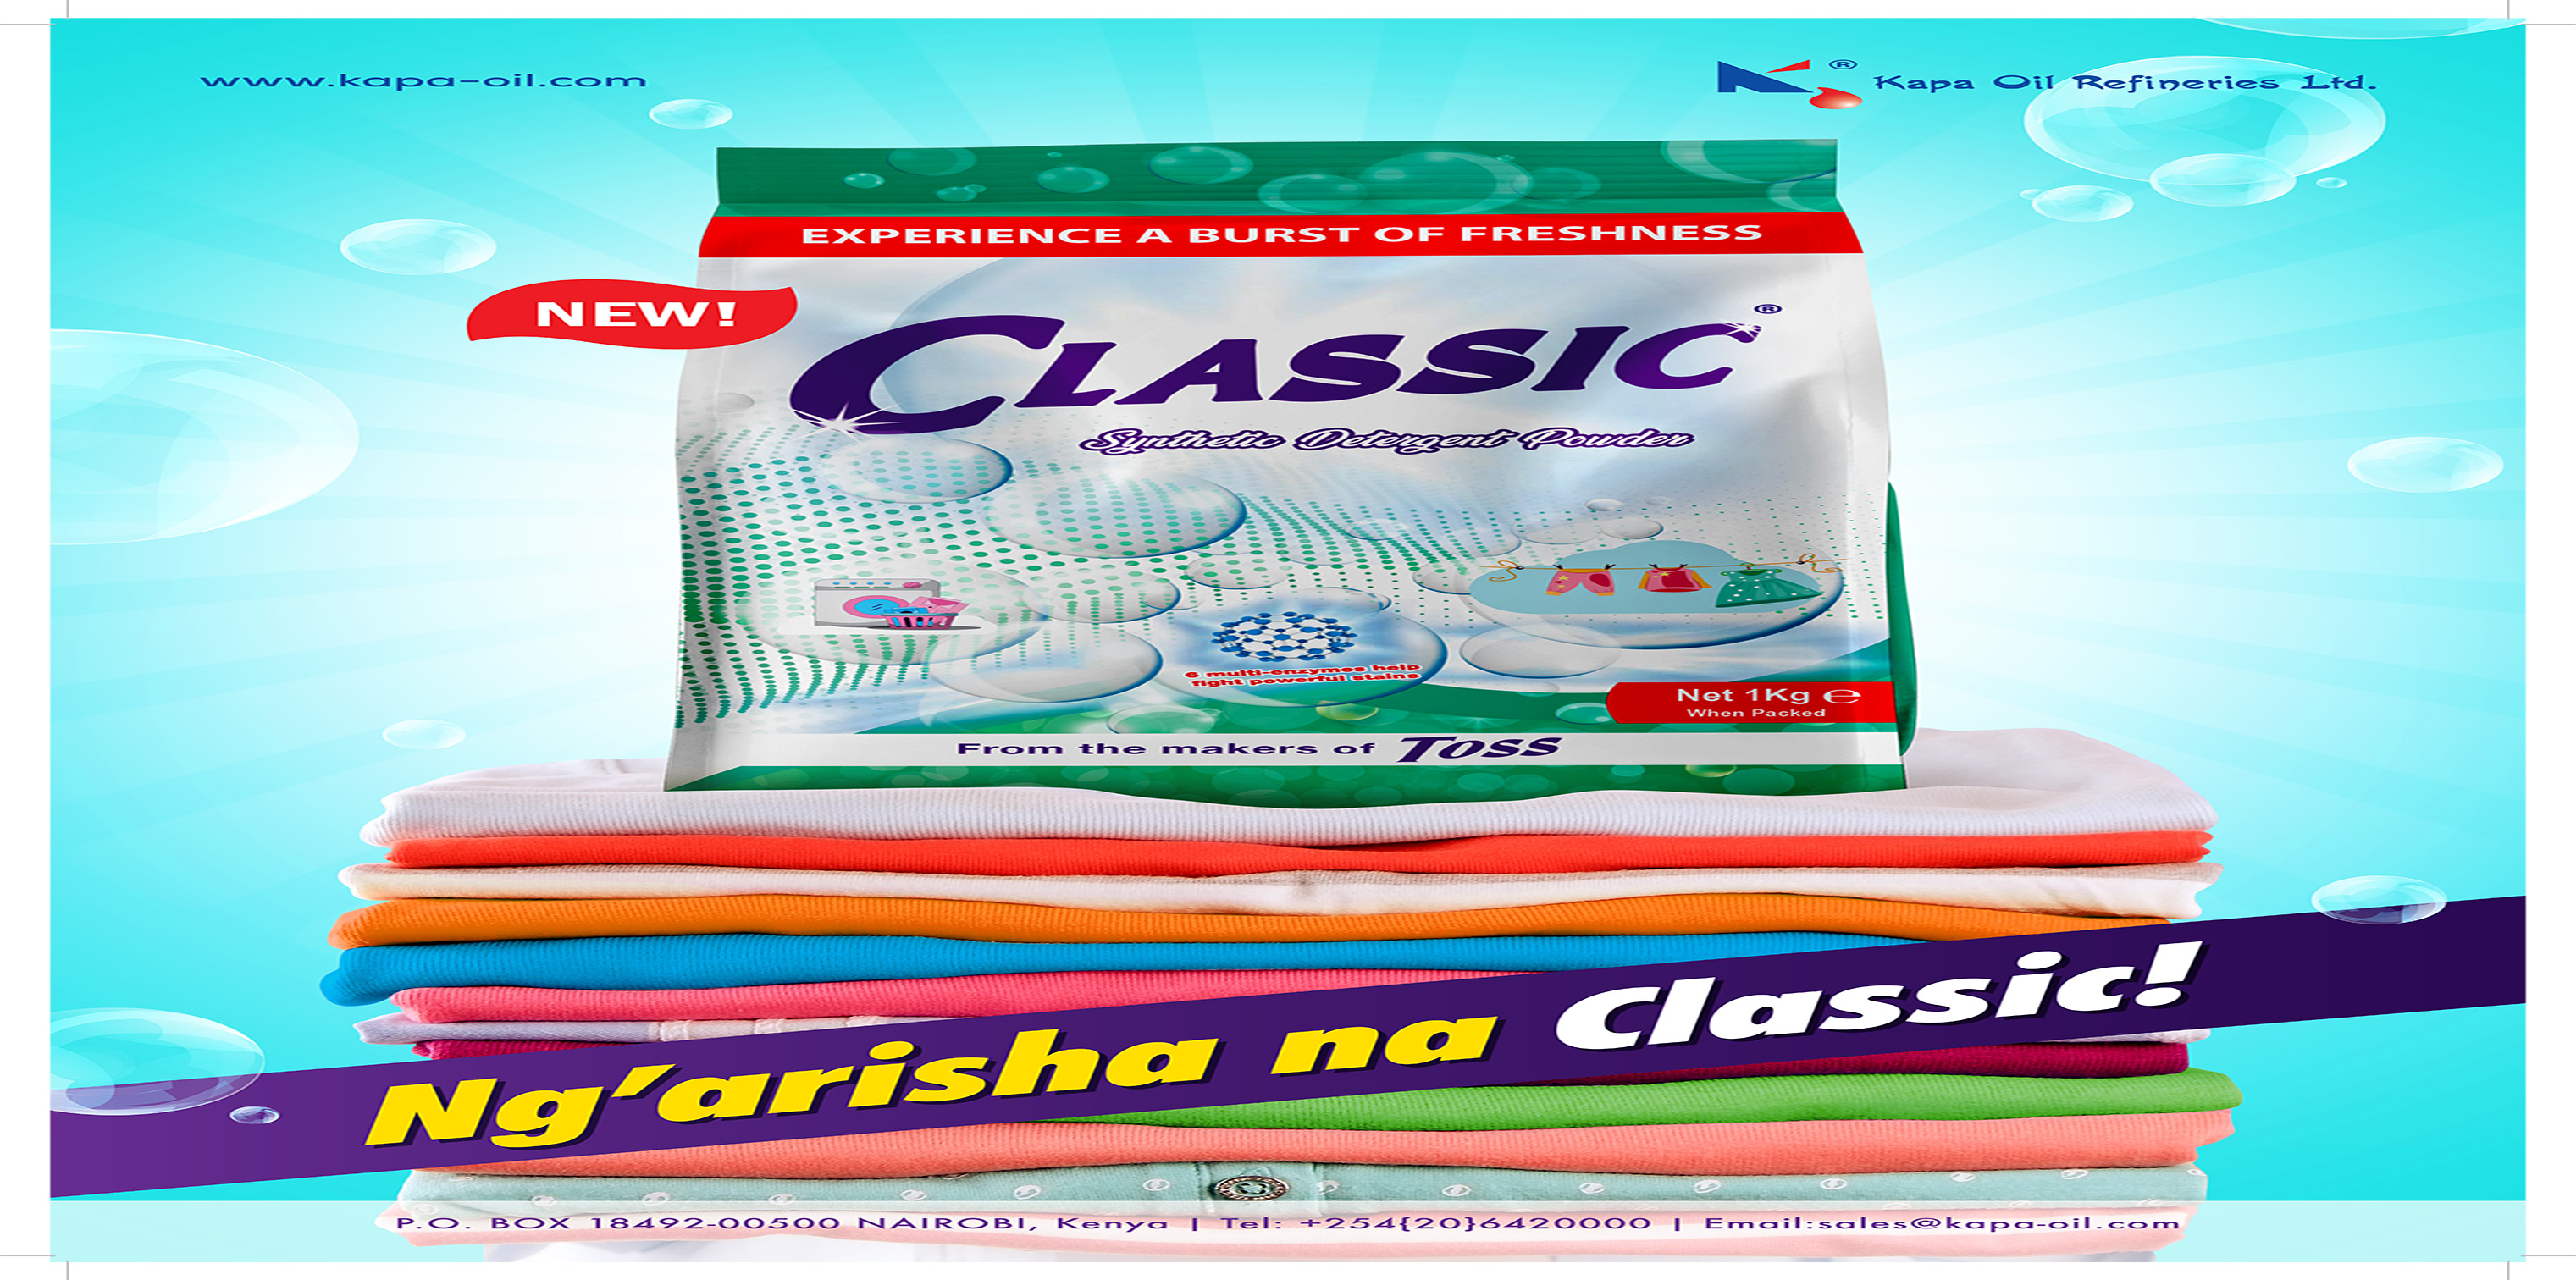 www.kapa-oil.com
® Kapa Oil Refineries Ltd.
EXPERIENCE A BURST OF FRESHNESS
NEW!
CLASSIC®
Synthetic Detergent Powder
6 multi-enzymes help
fight powerful stains
Net 1Kg ℮
When Packed
From the makers of Toss
Ng'arisha na Classic!
P.O. BOX 18492-00500 NAIROBI, Kenya | Tel: +254{20}6420000 | Email:sales@kapa-oil.com